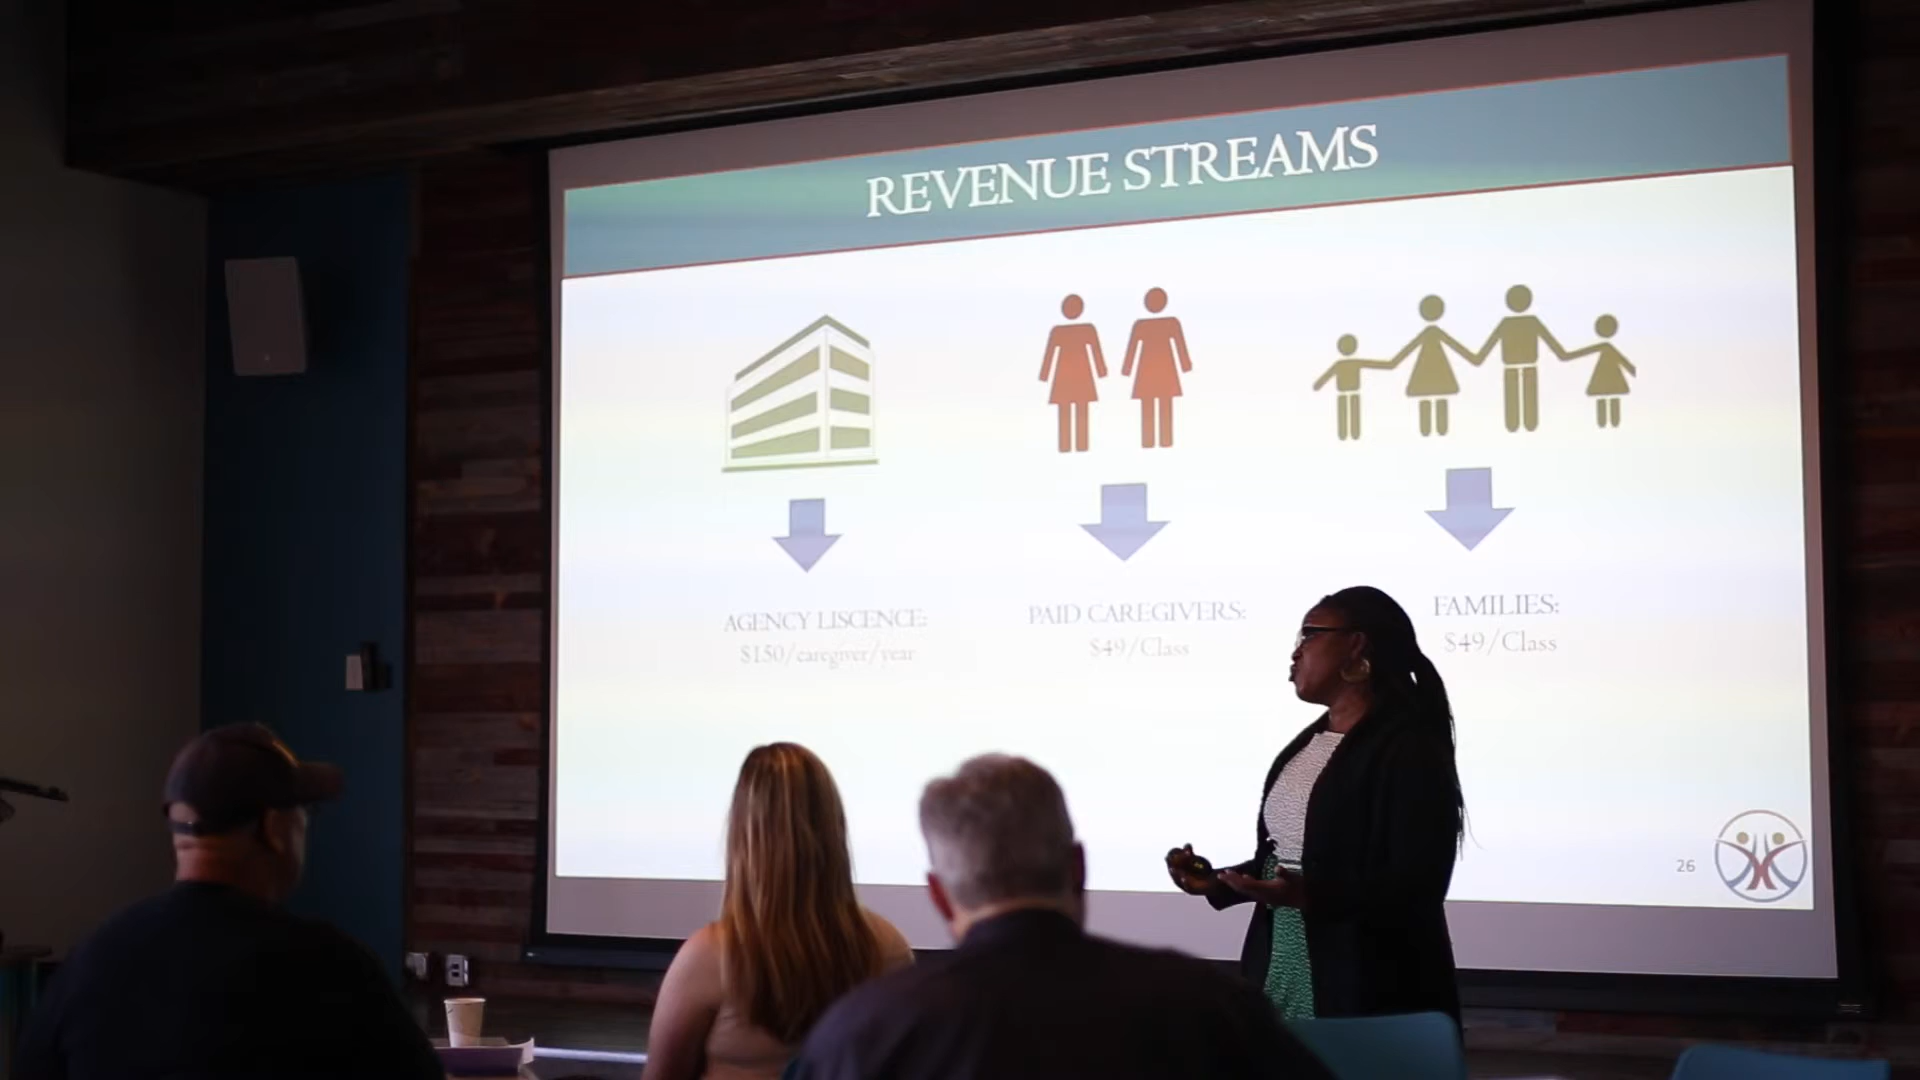 REVENUE STREAMS
AGENCY LISCENCE:
$150/caregiver/year
PAID CAREGIVERS:
$49/Class
FAMILIES:
$49/Class
26